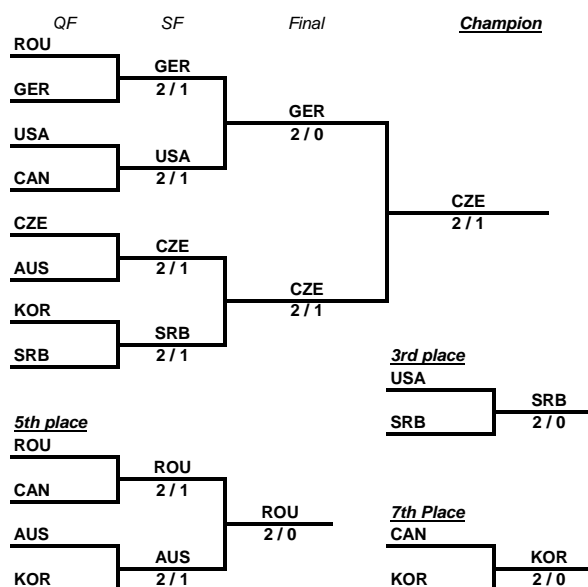 QF SF Final Champion
ROU
GER
2 / 1
GER
GER
2 / 0
USA
USA
2 / 1
CAN
CZE
2 / 1
CZE
CZE
2 / 1
AUS
CZE
2 / 1
KOR
SRB
2 / 1
SRB
3rd place
USA
SRB
2 / 0
SRB
5th place
ROU
ROU
2 / 1
CAN
ROU
2 / 0
AUS
AUS
2 / 1
KOR
7th Place
CAN
KOR
2 / 0
KOR